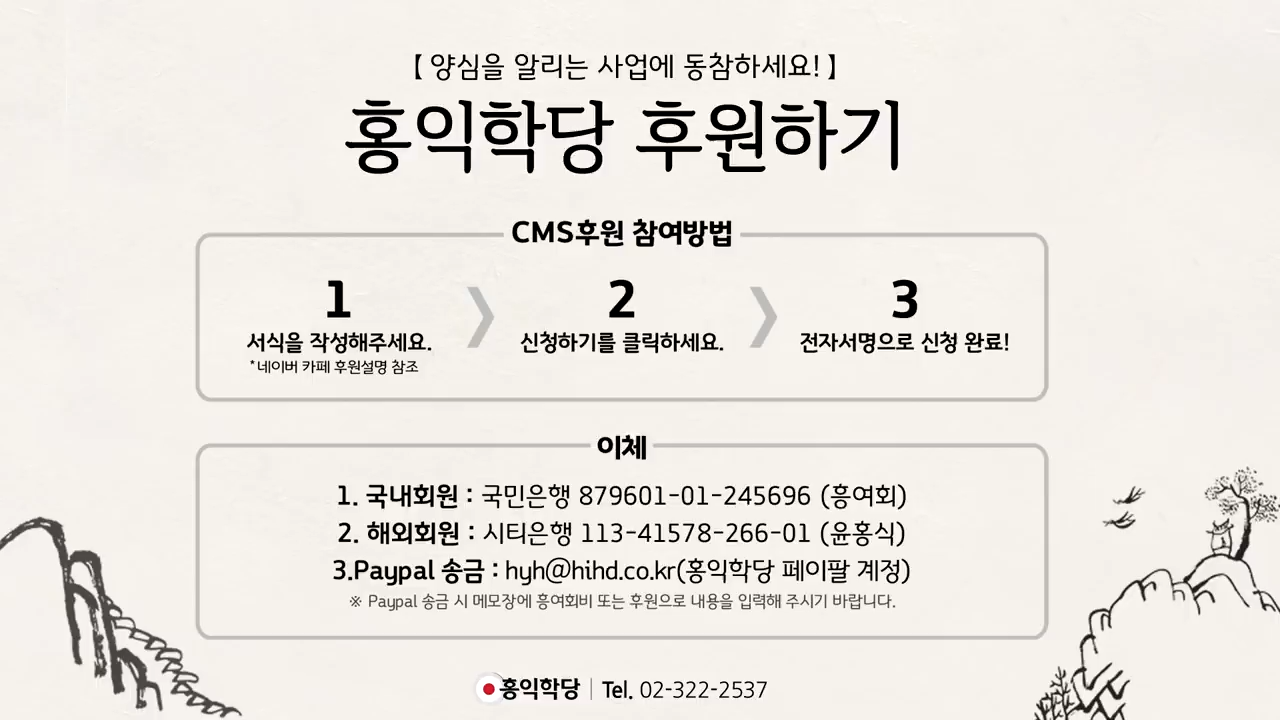 【 양심을 알리는 사업에 동참하세요! 】
홍익학당 후원하기
CMS후원 참여방법
1
서식을 작성해주세요.
*네이버 카페 후원설명 참조
2
신청하기를 클릭하세요.
3
전자서명으로 신청 완료!
이체
1. 국내회원 : 국민은행 879601-01-245696 (흥여회)
2. 해외회원 : 시티은행 113-41578-266-01 (윤홍식)
3.Paypal 송금 : hyh@hihd.co.kr(홍익학당 페이팔 계정)
※ Paypal 송금 시 메모장에 흥여회비 또는 후원으로 내용을 입력해 주시기 바랍니다.
홍익학당 | Tel. 02-322-2537